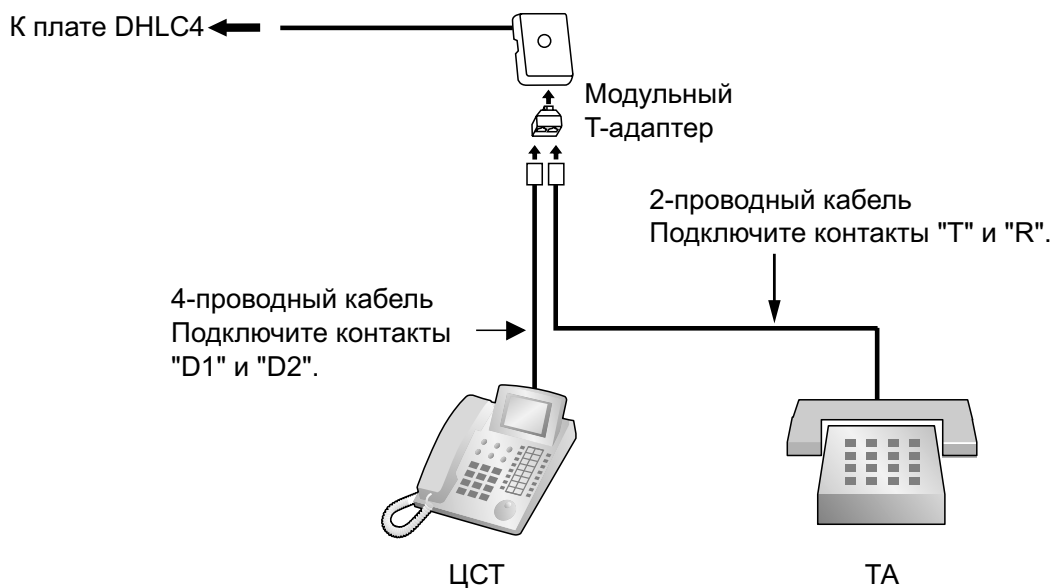 К плате DHLC4
Модульный
Т-адаптер
2-проводный кабель
Подключите контакты "T" и "R".
4-проводный кабель
Подключите контакты
"D1" и "D2".
ЦСТ
ТА